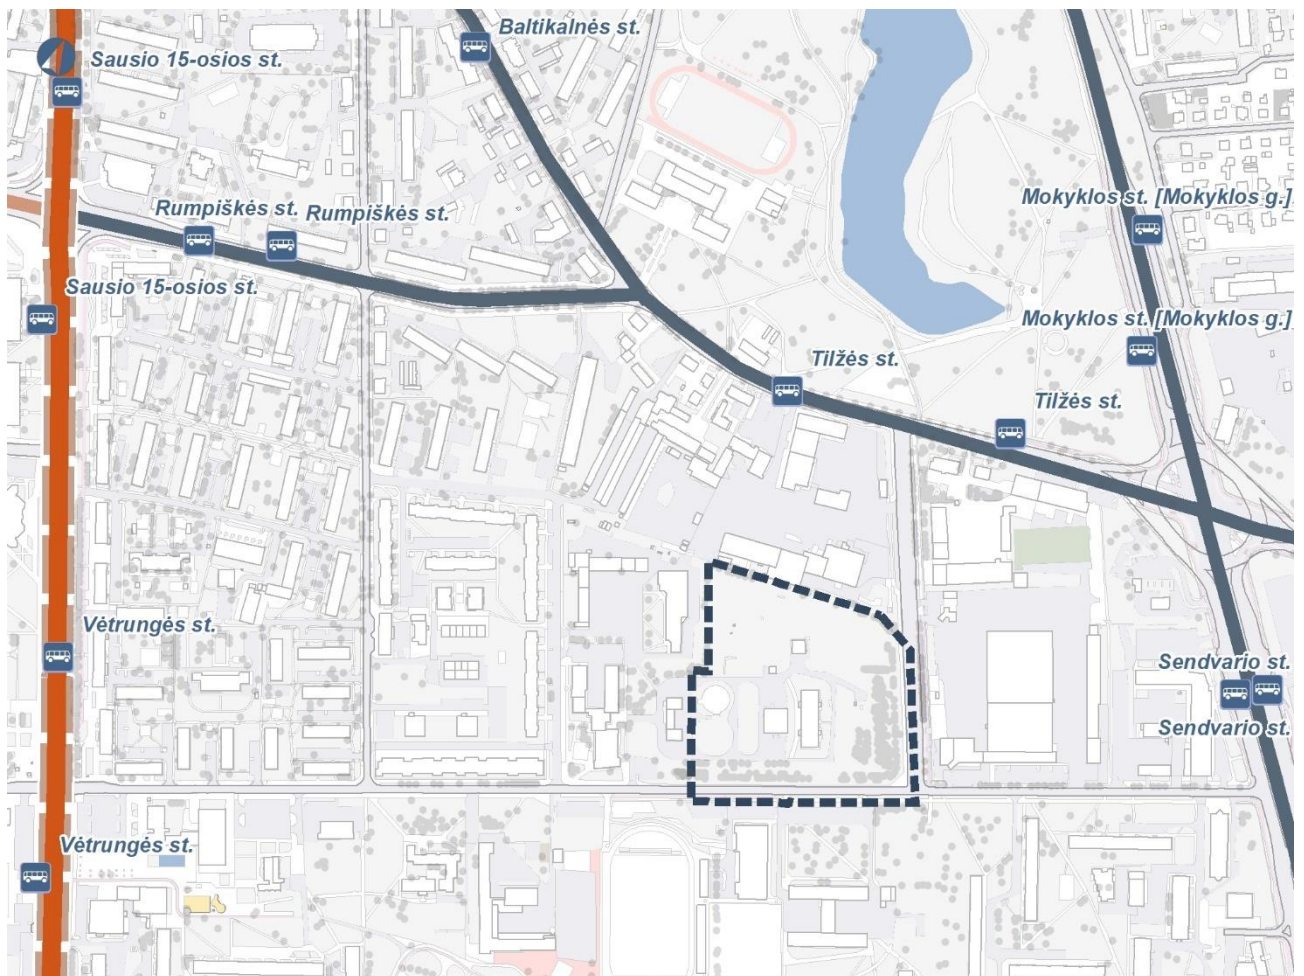 Baltikalnės st.
Sausio 15-osios st.
Mokyklos st. [Mokyklos g.]
Rumpiškės st.
Rumpiškės st.
Sausio 15-osios st.
Mokyklos st. [Mokyklos g.]
Tilžės st.
Tilžės st.
Vėtrungės st.
Sendvario st.
Sendvario st.
Vėtrungės st.